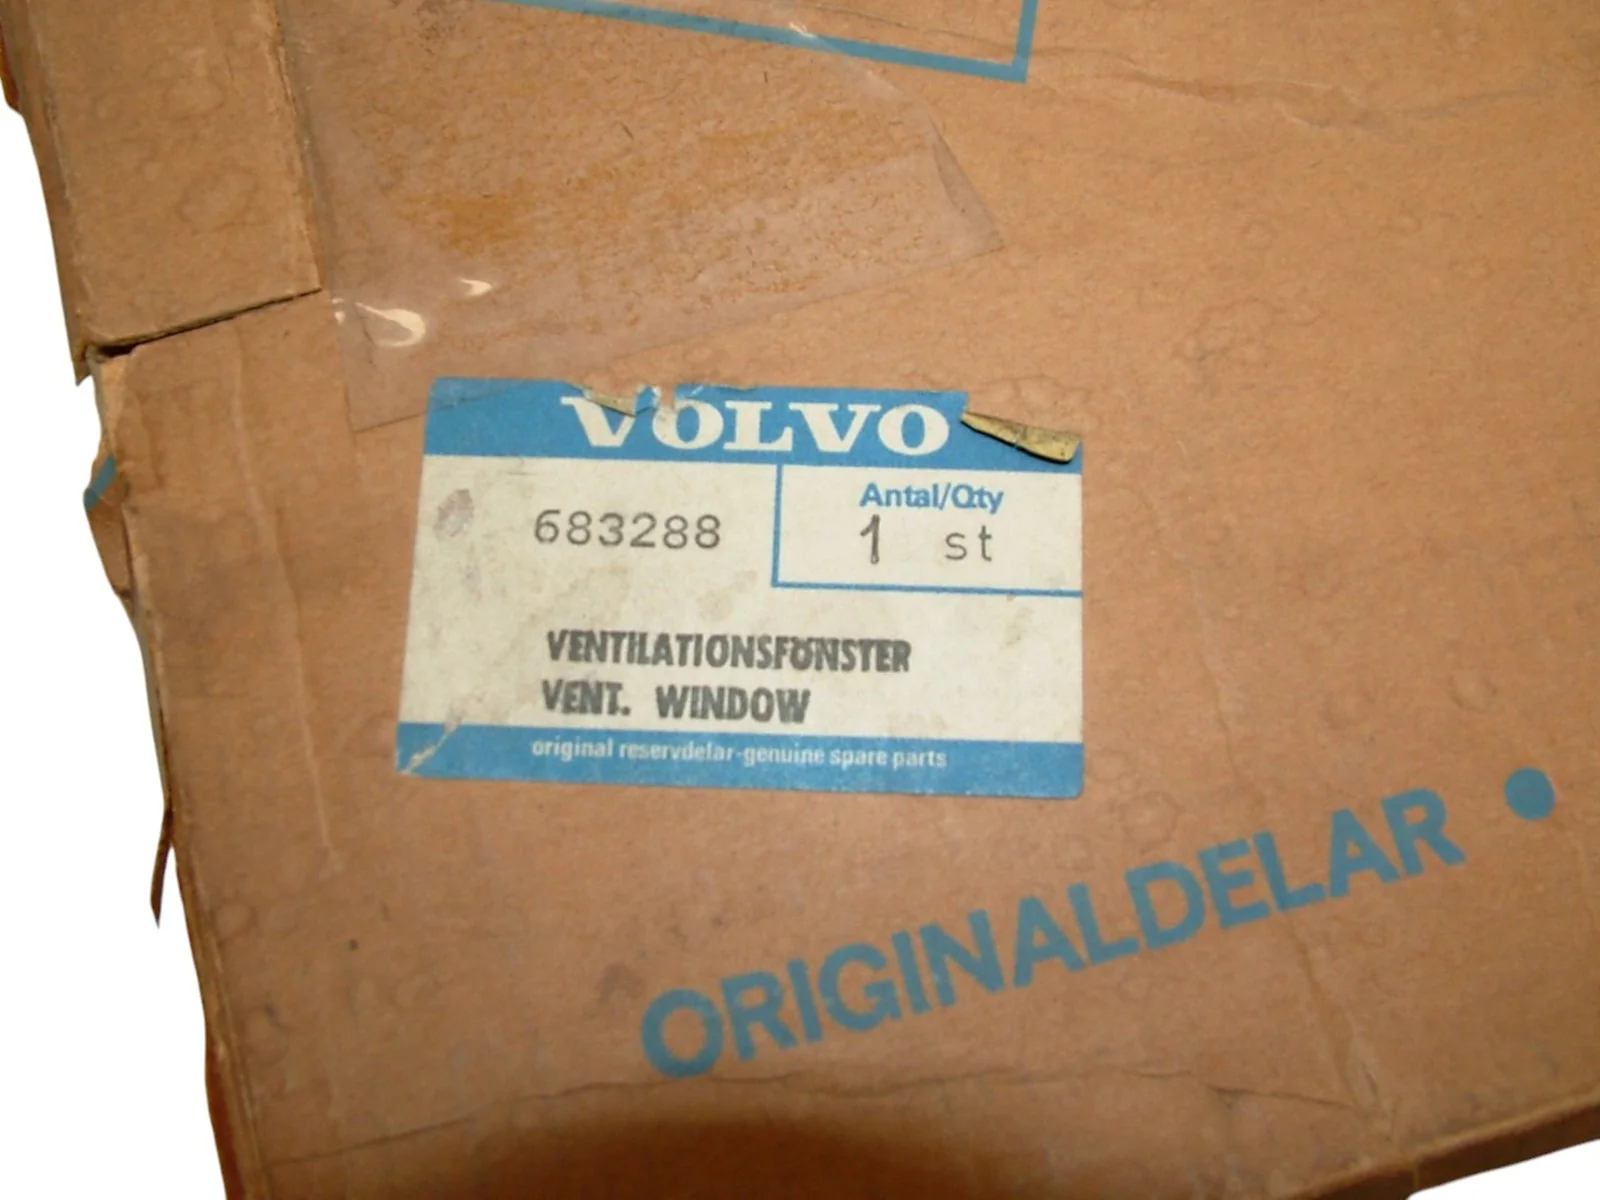 VOLVO
Antal/Qty
683288
1 st
VENTILATIONSFÖNSTER
VENT. WINDOW
original reservdelar-genuine spare parts
ORIGINALDELAR •